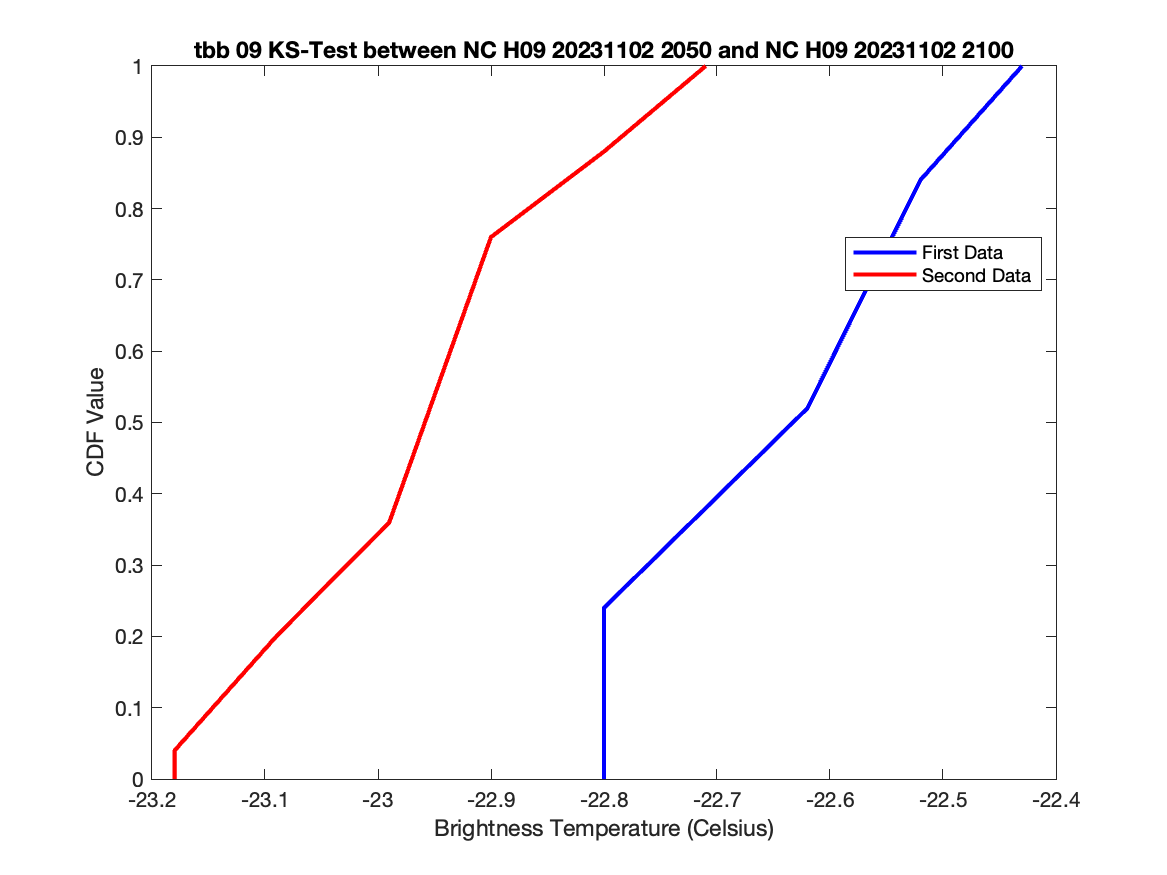 tbb 09 KS-Test between NC H09 20231102 2050 and NC H09 20231102 2100
1
0.9
0.8
0.7
0.6
0.5
0.4
0.3
0.2
0.1
0
CDF Value
First Data
Second Data
-23.2 -23.1 -23 -22.9 -22.8 -22.7 -22.6 -22.5 -22.4
Brightness Temperature (Celsius)